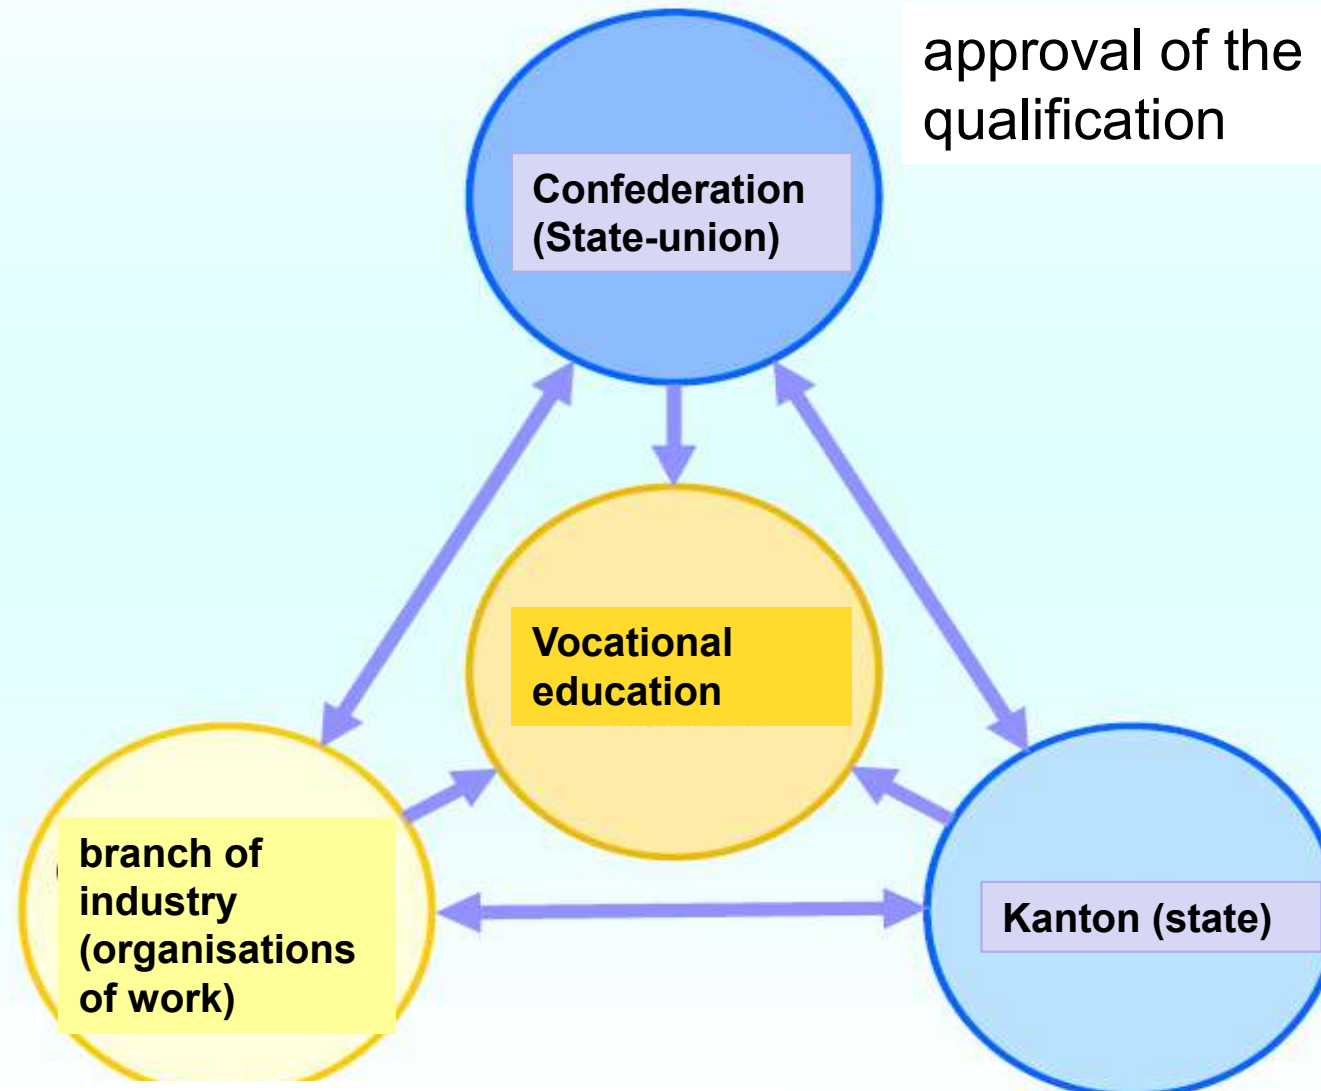 approval of the
qualification
Confederation
(State-union)
Vocational
education
branch of
industry
(organisations
of work)
Kanton (state)